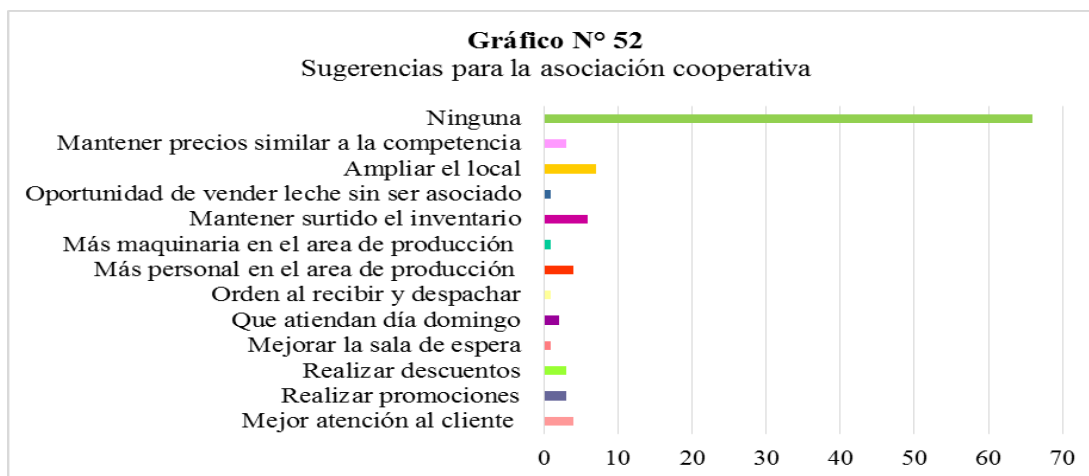 Gráfico N° 52
Sugerencias para la asociación cooperativa
Ninguna
Mantener precios similar a la competencia
Ampliar el local
Oportunidad de vender leche sin ser asociado
Mantener surtido el inventario
Más maquinaria en el area de producción
Más personal en el area de producción
Orden al recibir y despachar
Que atiendan día domingo
Mejorar la sala de espera
Realizar descuentos
Realizar promociones
Mejor atención al cliente
0 10 20 30 40 50 60 70